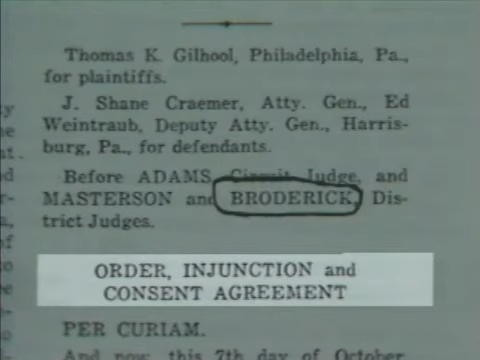 Thomas K. Gilhool, Philadelphia, Pa.,
for plaintiffs.
J. Shane Craemer, Atty. Gen., Ed
Weintraub, Deputy Atty. Gen., Harris-
burg, Pa., for defendants.
Before ADAMS, Circuit Judge, and
MASTERSON and BRODERICK, Dis-
trict Judges.
ORDER, INJUNCTION and
CONSENT AGREEMENT
PER CURIAM.
And now, this 7th day of October